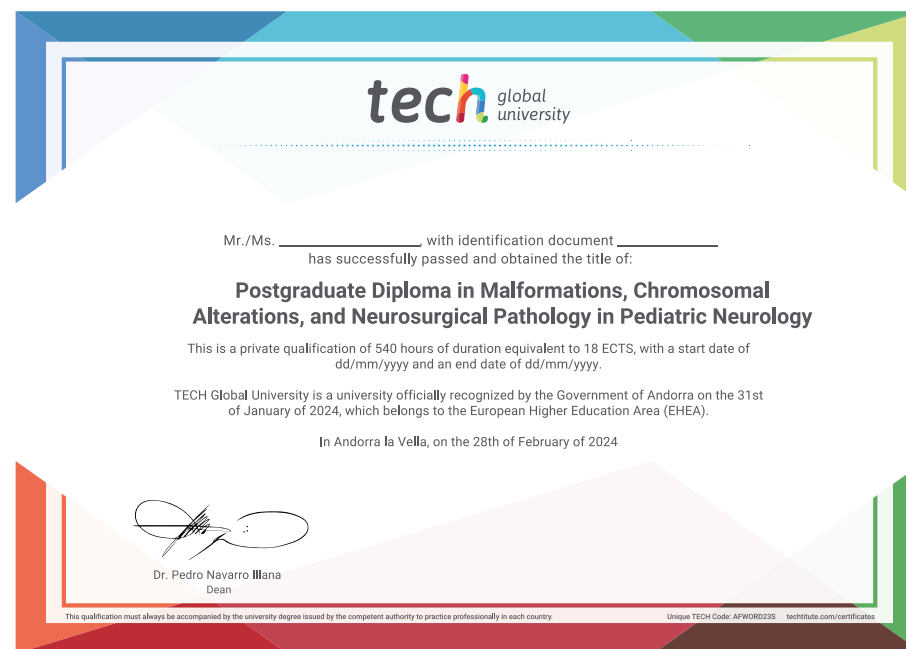 tech global university
Mr./Ms. ____________________, with identification document ______________
has successfully passed and obtained the title of:
Postgraduate Diploma in Malformations, Chromosomal
Alterations, and Neurosurgical Pathology in Pediatric Neurology
This is a private qualification of 540 hours of duration equivalent to 18 ECTS, with a start date of
dd/mm/yyyy and an end date of dd/mm/yyyy.
TECH Global University is a university officially recognized by the Government of Andorra on the 31st
of January of 2024, which belongs to the European Higher Education Area (EHEA).
In Andorra la Vella, on the 28th of February of 2024
Dr. Pedro Navarro Illana
Dean
This qualification must always be accompanied by the university degree issued by the competent authority to practice professionally in each country.
Unique TECH Code: AFWORD23S techtitute.com/certificates